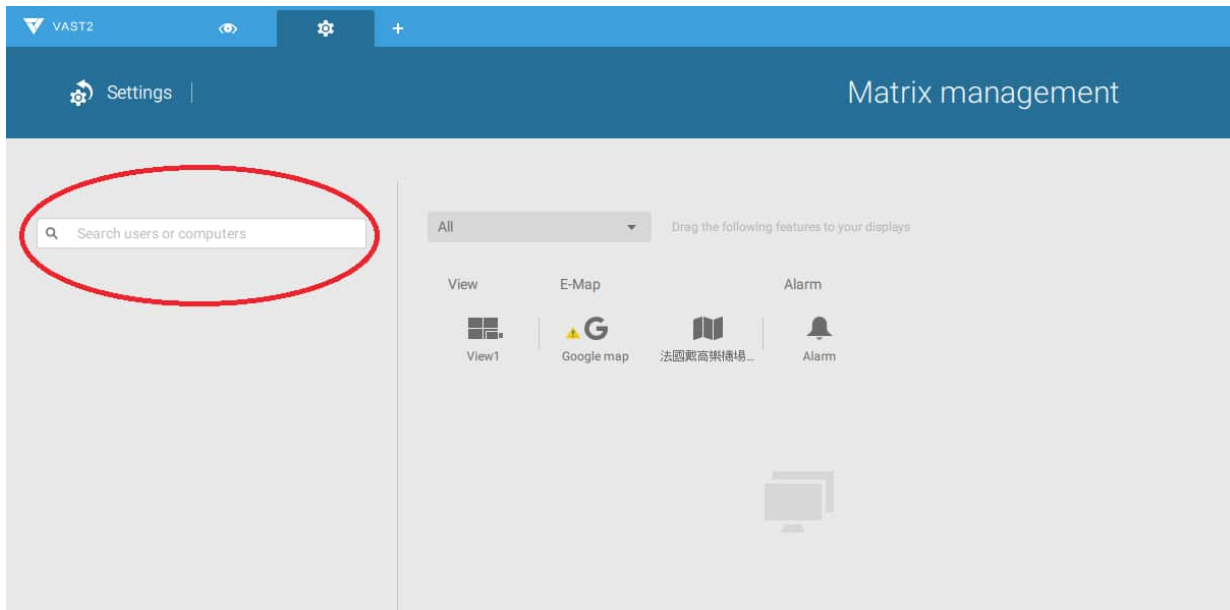 VAST2
Settings
Matrix management
Search users or computers
All
Drag the following features to your displays
View E-Map Alarm
View1 Google map 法國戴高樂機場... Alarm